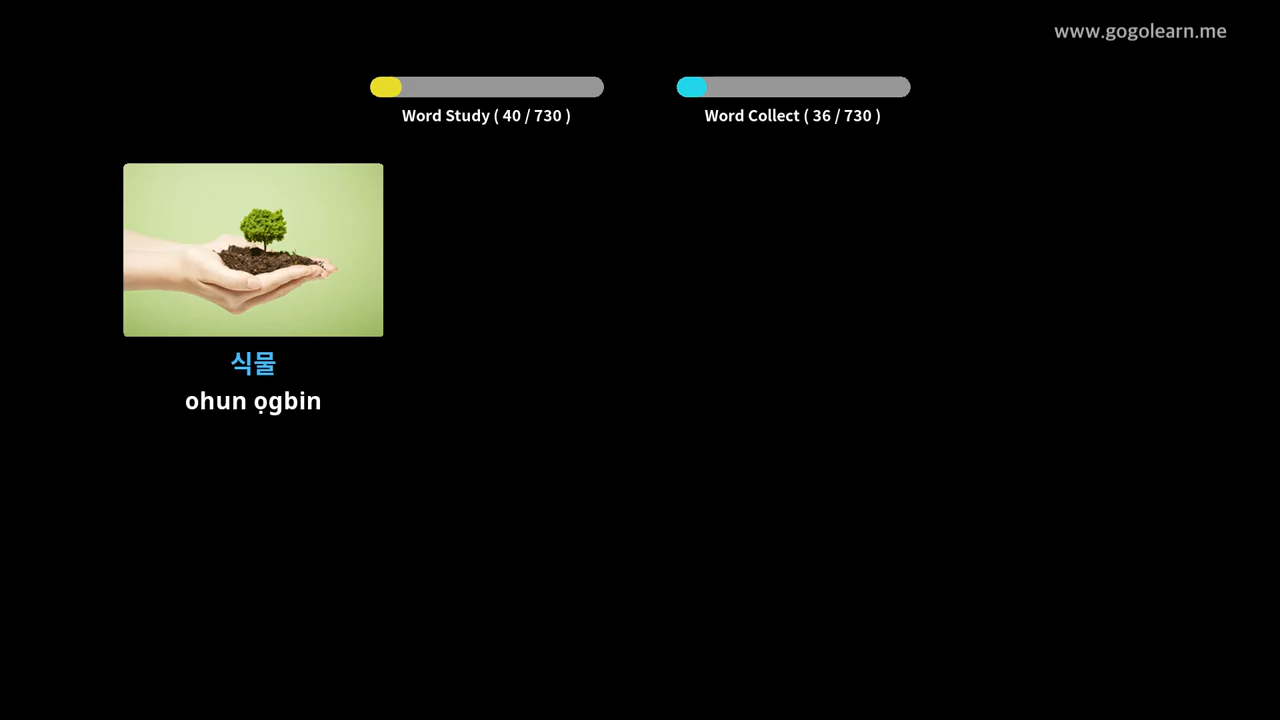 www.gogolearn.me
Word Study ( 40 / 730 )
Word Collect ( 36 / 730 )
식물
ohun ọgbin